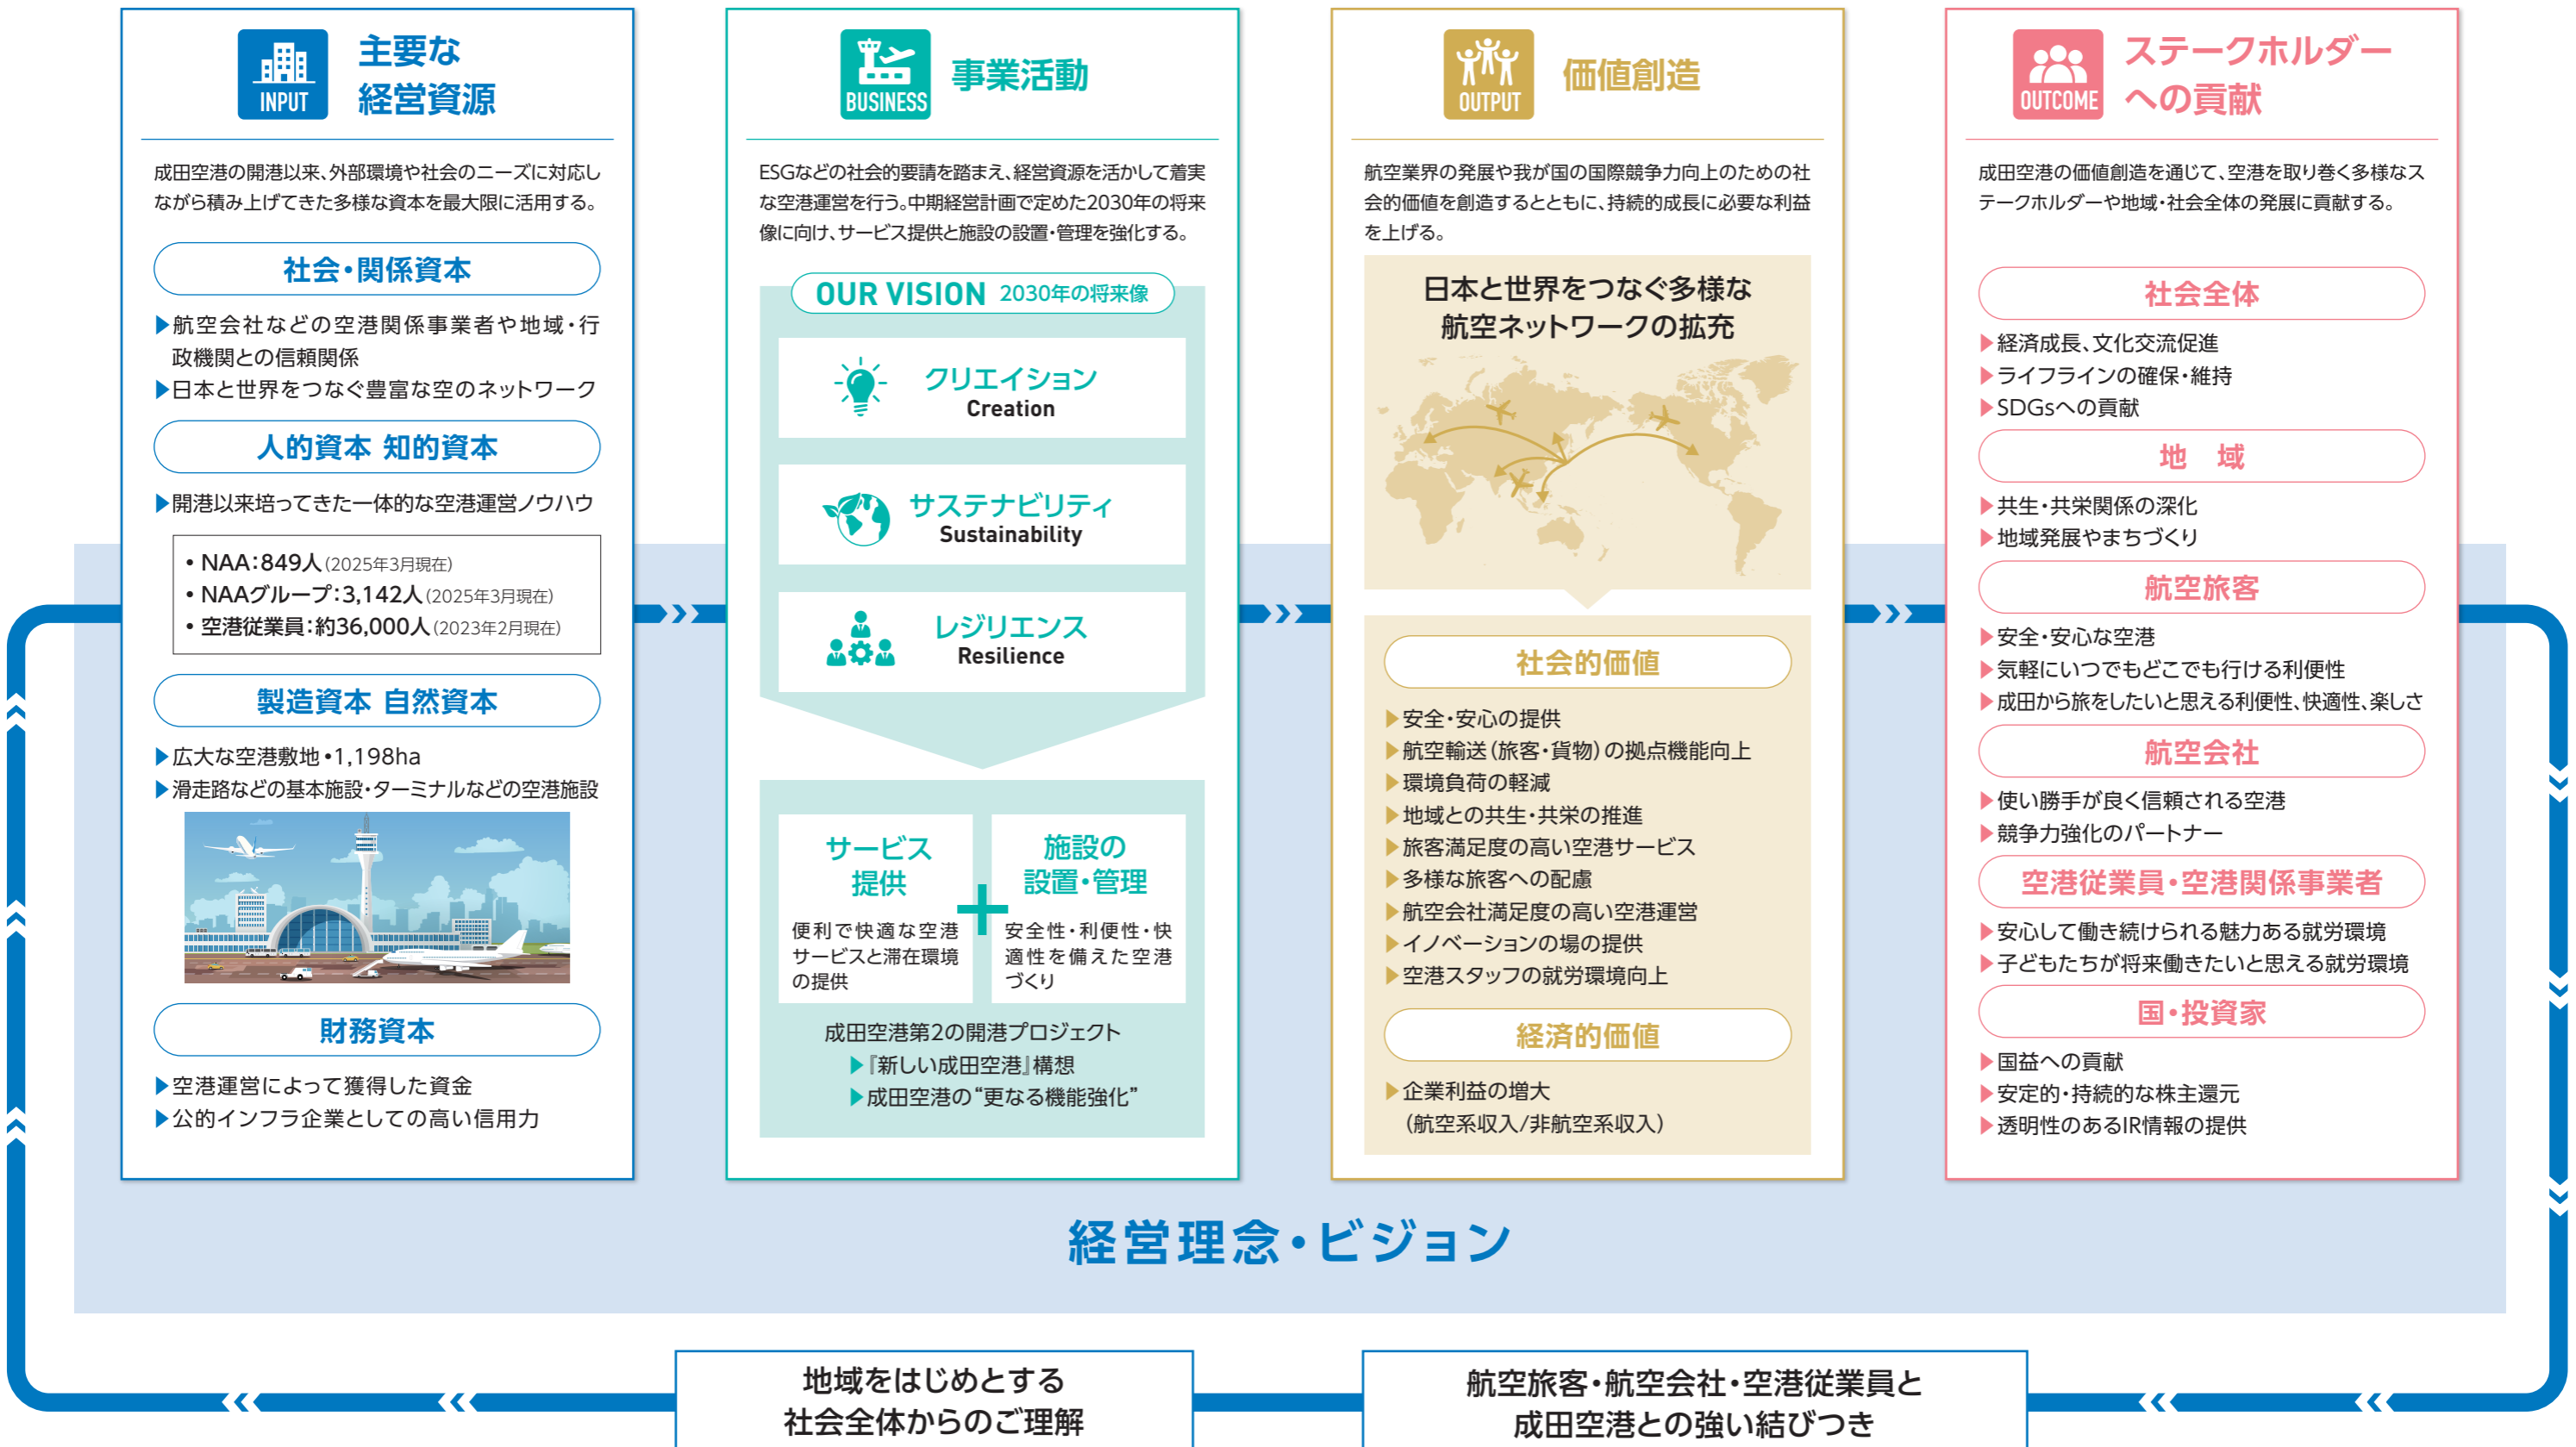 INPUT
主要な
経営資源
成田空港の開港以来、外部環境や社会のニーズに対応し
ながら積み上げてきた多様な資本を最大限に活用する。
社会・関係資本
▶航空会社などの空港関係事業者や地域・行
政機関との信頼関係
▶日本と世界をつなぐ豊富な空のネットワーク
人的資本 知的資本
▶開港以来培ってきた一体的な空港運営ノウハウ
• NAA：849人（2025年3月現在）
• NAAグループ：3,142人（2025年3月現在）
• 空港従業員：約36,000人（2023年2月現在）
製造資本 自然資本
▶広大な空港敷地・1,198ha
▶滑走路などの基本施設・ターミナルなどの空港施設
財務資本
▶空港運営によって獲得した資金
▶公的インフラ企業としての高い信用力
BUSINESS
事業活動
ESGなどの社会的要請を踏まえ、経営資源を活かして着実
な空港運営を行う。中期経営計画で定めた2030年の将来
像に向け、サービス提供と施設の設置・管理を強化する。
OUR VISION 2030年の将来像
クリエイション
Creation
サステナビリティ
Sustainability
レジリエンス
Resilience
サービス
提供
便利で快適な空港
サービスと滞在環境
の提供
+
施設の
設置・管理
安全性・利便性・快
適性を備えた空港
づくり
成田空港第2の開港プロジェクト
▶『新しい成田空港』構想
▶成田空港の“更なる機能強化”
OUTPUT
価値創造
航空業界の発展や我が国の国際競争力向上のための社
会的価値を創造するとともに、持続的成長に必要な利益
を上げる。
日本と世界をつなぐ多様な
航空ネットワークの拡充
社会的価値
▶安全・安心の提供
▶航空輸送（旅客・貨物）の拠点機能向上
▶環境負荷の軽減
▶地域との共生・共栄の推進
▶旅客満足度の高い空港サービス
▶多様な旅客への配慮
▶航空会社満足度の高い空港運営
▶イノベーションの場の提供
▶空港スタッフの就労環境向上
経済的価値
▶企業利益の増大
（航空系収入/非航空系収入）
OUTCOME
ステークホルダー
への貢献
成田空港の価値創造を通じて、空港を取り巻く多様なス
テークホルダーや地域・社会全体の発展に貢献する。
社会全体
▶経済成長、文化交流促進
▶ライフラインの確保・維持
▶SDGsへの貢献
地　域
▶共生・共栄関係の深化
▶地域発展やまちづくり
航空旅客
▶安全・安心な空港
▶気軽にいつでもどこでも行ける利便性
▶成田から旅をしたいと思える利便性、快適性、楽しさ
航空会社
▶使い勝手が良く信頼される空港
▶競争力強化のパートナー
空港従業員・空港関係事業者
▶安心して働き続けられる魅力ある就労環境
▶子どもたちが将来働きたいと思える就労環境
国・投資家
▶国益への貢献
▶安定的・持続的な株主還元
▶透明性のあるIR情報の提供
経営理念・ビジョン
地域をはじめとする
社会全体からのご理解
航空旅客・航空会社・空港従業員と
成田空港との強い結びつき